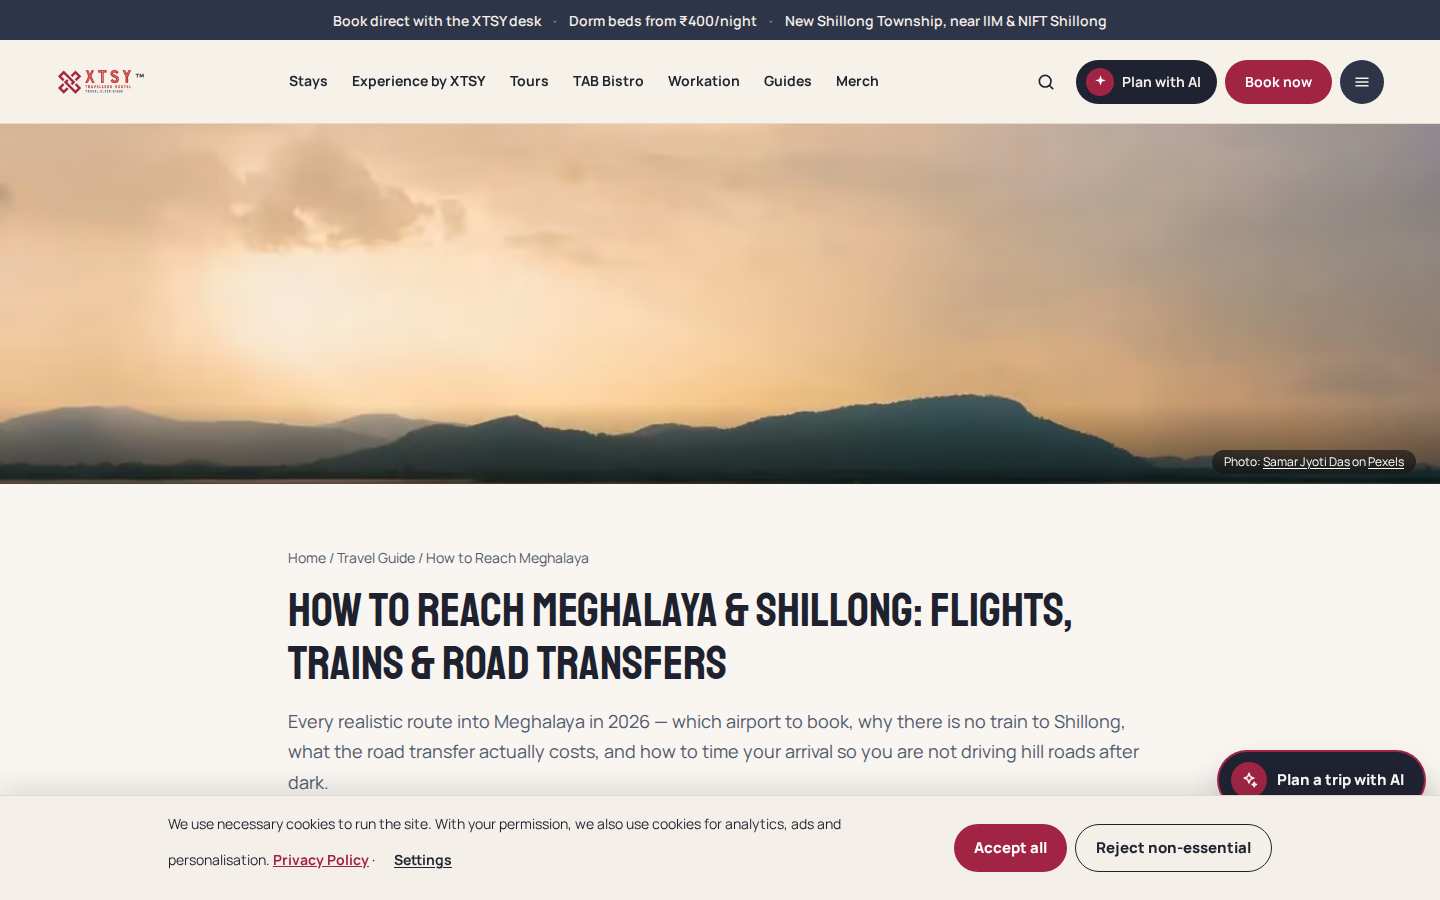 Book direct with the XTSY desk · Dorm beds from ₹400/night · New Shillong Township, near IIM & NIFT Shillong
XTSY™
TRAVELLERS HOSTEL
Stays Experience by XTSY Tours TAB Bistro Workation Guides Merch
Plan with AI
Book now
Photo: Samar Jyoti Das on Pexels
Home / Travel Guide / How to Reach Meghalaya
HOW TO REACH MEGHALAYA & SHILLONG: FLIGHTS,
TRAINS & ROAD TRANSFERS
Every realistic route into Meghalaya in 2026 — which airport to book, why there is no train to Shillong,
what the road transfer actually costs, and how to time your arrival so you are not driving hill roads after
dark.
Plan a trip with AI
We use necessary cookies to run the site. With your permission, we also use cookies for analytics, ads and
personalisation. Privacy Policy · Settings
Accept all
Reject non-essential